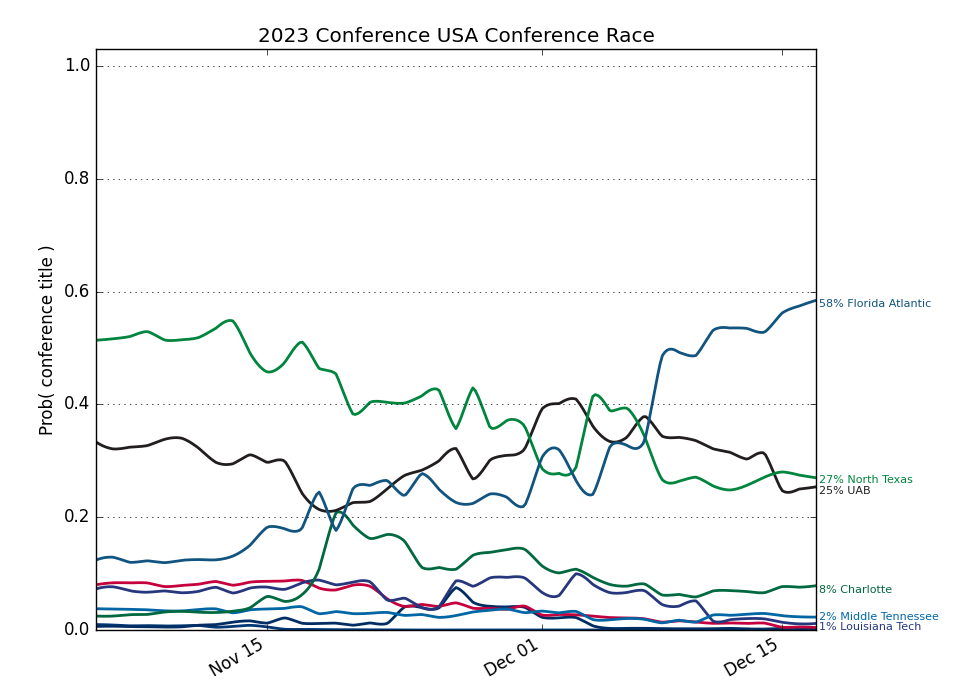 2023 Conference USA Conference Race
1.0
0.8
0.6
0.4
0.2
0.0
Prob( conference title )
Nov 15
Dec 01
Dec 15
58% Florida Atlantic
27% North Texas
25% UAB
8% Charlotte
2% Middle Tennessee
1% Louisiana Tech